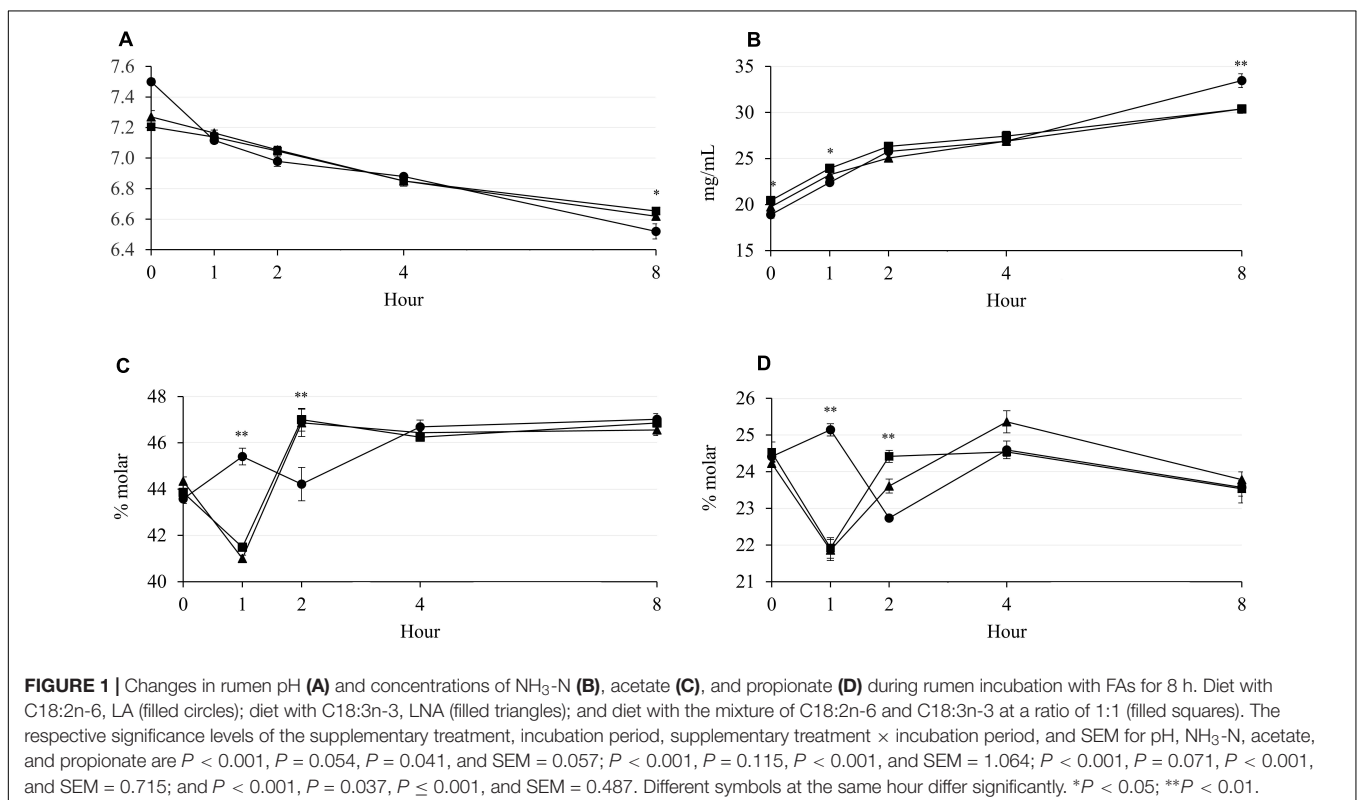 A
7.6
7.4
7.2
7.0
6.8
6.6
6.4
*
0 1 2 4 8
Hour
B
35
30
25
20
15
mg/mL
* * **
0 1 2 4 8
Hour
C
48
46
44
42
40
% molar
** **
0 1 2 4 8
Hour
D
26
25
24
23
22
21
% molar
** **
0 1 2 4 8
Hour
FIGURE 1 | Changes in rumen pH (A) and concentrations of NH₃-N (B), acetate (C), and propionate (D) during rumen incubation with FAs for 8 h. Diet with
C18:2n-6, LA (filled circles); diet with C18:3n-3, LNA (filled triangles); and diet with the mixture of C18:2n-6 and C18:3n-3 at a ratio of 1:1 (filled squares). The
respective significance levels of the supplementary treatment, incubation period, supplementary treatment × incubation period, and SEM for pH, NH₃-N, acetate,
and propionate are P < 0.001, P = 0.054, P = 0.041, and SEM = 0.057; P < 0.001, P = 0.115, P < 0.001, and SEM = 1.064; P < 0.001, P = 0.071, P < 0.001,
and SEM = 0.715; and P < 0.001, P = 0.037, P ≤ 0.001, and SEM = 0.487. Different symbols at the same hour differ significantly. *P < 0.05; **P < 0.01.